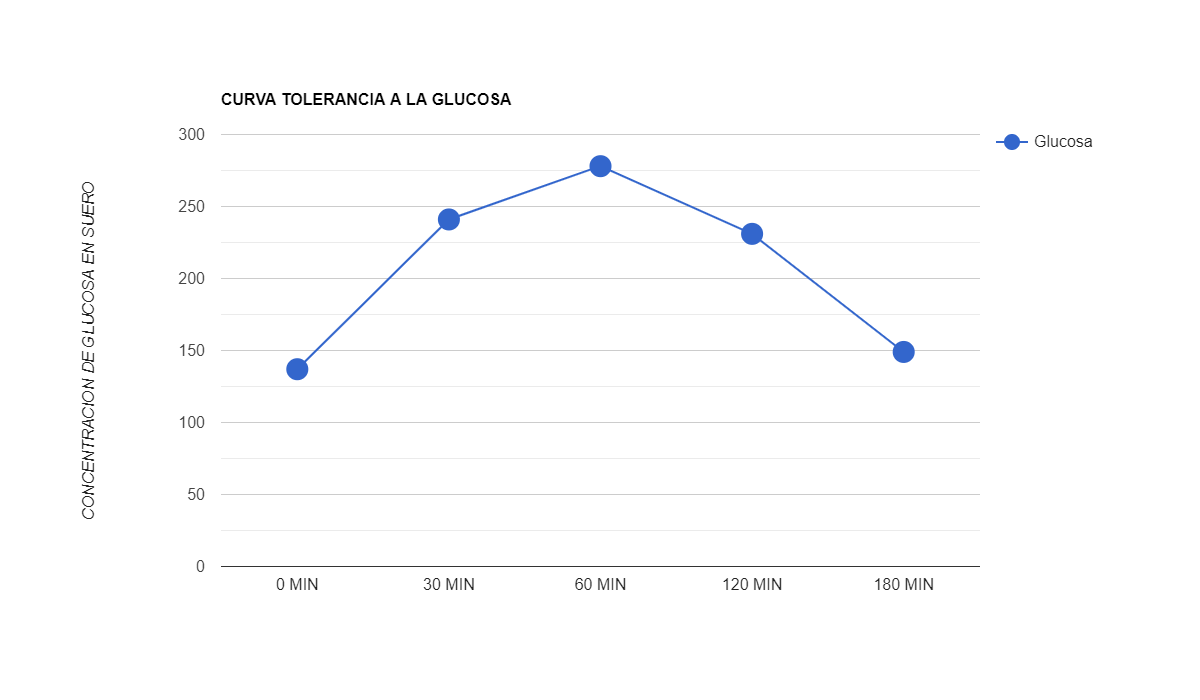 CURVA TOLERANCIA A LA GLUCOSA
300
250
200
150
100
50
0
CONCENTRACION DE GLUCOSA EN SUERO
0 MIN
30 MIN
60 MIN
120 MIN
180 MIN
Glucosa